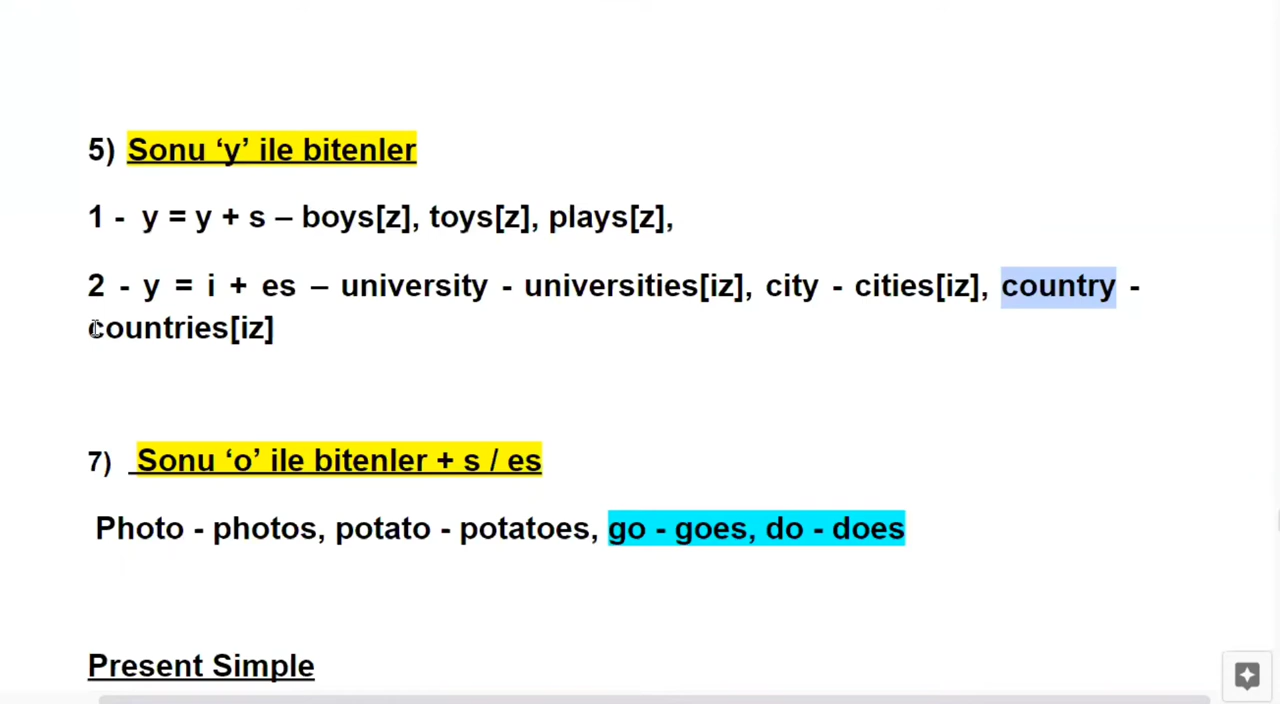 5) Sonu ‘y’ ile bitenler
1 - y = y + s – boys[z], toys[z], plays[z],
2 - y = i + es – university - universities[iz], city - cities[iz], country -
countries[iz]
7) Sonu ‘o’ ile bitenler + s / es
Photo - photos, potato - potatoes, go - goes, do - does
Present Simple